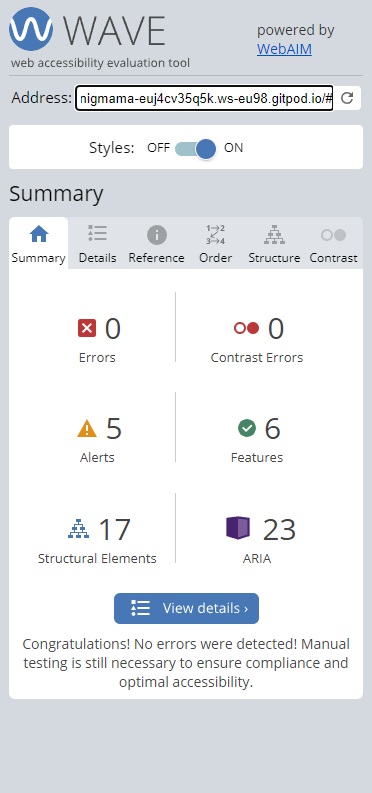 WAVE
web accessibility evaluation tool
powered by
WebAIM
Address: nigmama-euj4cv35q5k.ws-eu98.gitpod.io/#
Styles: OFF ON
Summary
Summary Details Reference Order Structure Contrast
0
Errors
0
Contrast Errors
5
Alerts
6
Features
17
Structural Elements
23
ARIA
View details ›
Congratulations! No errors were detected! Manual
testing is still necessary to ensure compliance and
optimal accessibility.